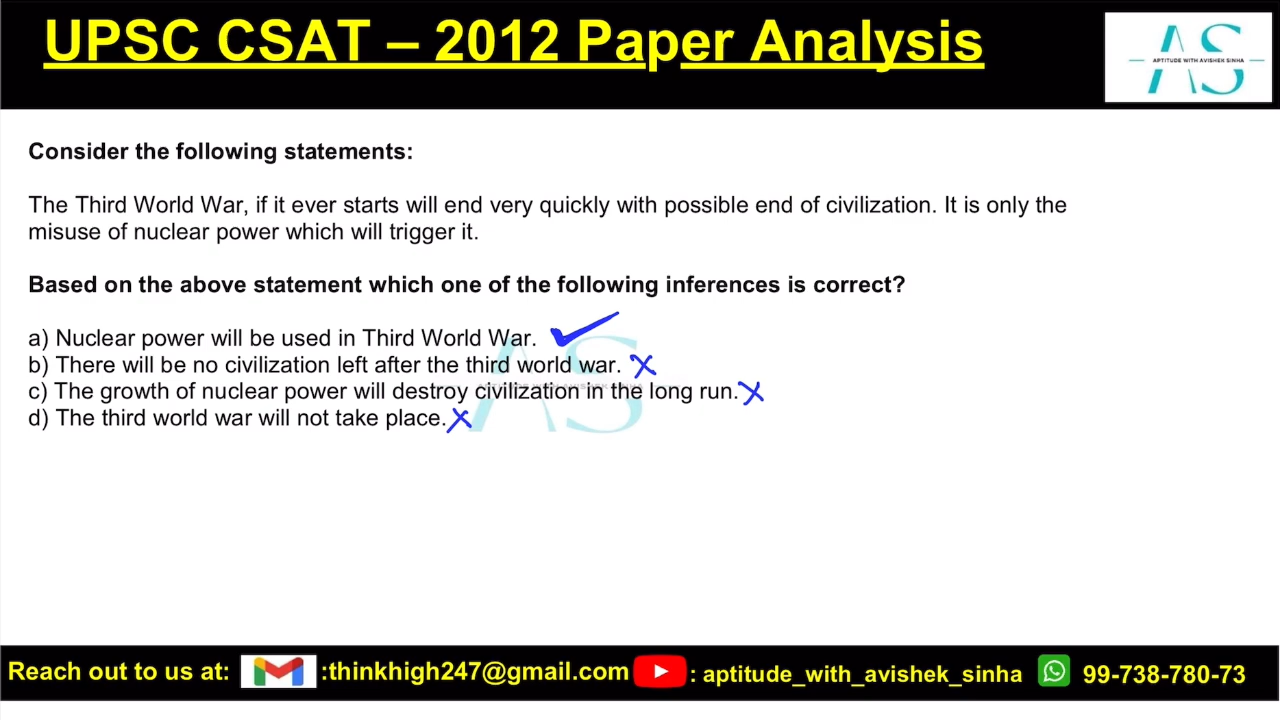 UPSC CSAT – 2012 Paper Analysis
AS
APTITUDE WITH AVISHEK SINHA
Consider the following statements:
The Third World War, if it ever starts will end very quickly with possible end of civilization. It is only the
misuse of nuclear power which will trigger it.
Based on the above statement which one of the following inferences is correct?
a) Nuclear power will be used in Third World War.
b) There will be no civilization left after the third world war.
c) The growth of nuclear power will destroy civilization in the long run.
d) The third world war will not take place.
AS
APTITUDE WITH AVISHEK SINHA
Reach out to us at: :thinkhigh247@gmail.com : aptitude_with_avishek_sinha 99-738-780-73